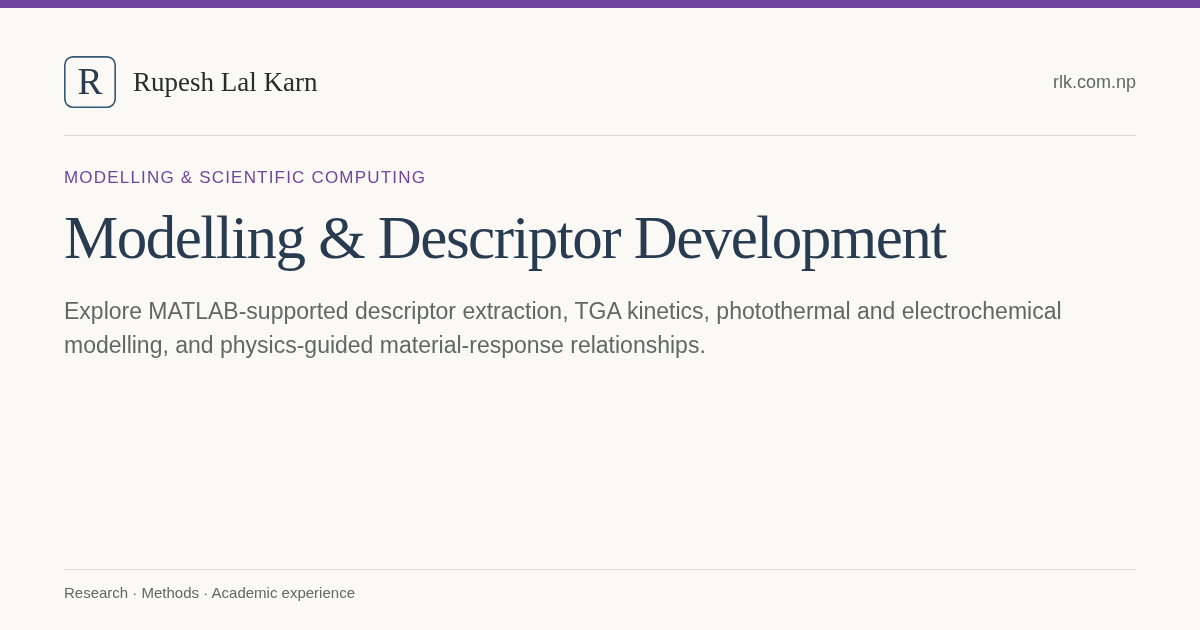 R
Rupesh Lal Karn
rlk.com.np
MODELLING & SCIENTIFIC COMPUTING
Modelling & Descriptor Development
Explore MATLAB-supported descriptor extraction, TGA kinetics, photothermal and electrochemical
modelling, and physics-guided material-response relationships.
Research · Methods · Academic experience